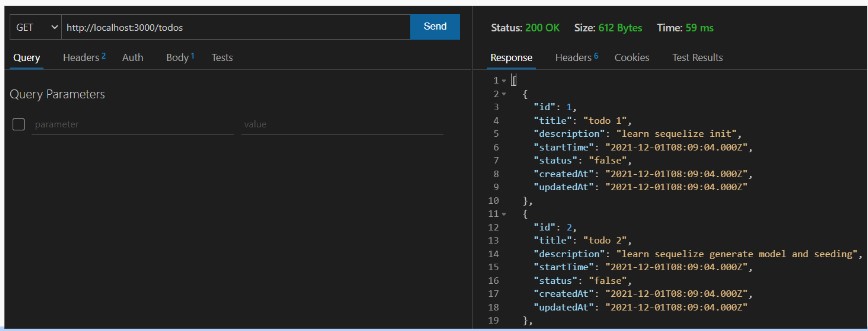 GET http://localhost:3000/todos Send
Query Headers 2 Auth Body 1 Tests
Query Parameters
parameter value
Status: 200 OK Size: 612 Bytes Time: 59 ms
Response Headers 6 Cookies Test Results
1 [
2 {
3 "id": 1,
4 "title": "todo 1",
5 "description": "learn sequelize init",
6 "startTime": "2021-12-01T08:09:04.000Z",
7 "status": "false",
8 "createdAt": "2021-12-01T08:09:04.000Z",
9 "updatedAt": "2021-12-01T08:09:04.000Z"
10 },
11 {
12 "id": 2,
13 "title": "todo 2",
14 "description": "learn sequelize generate model and seeding",
15 "startTime": "2021-12-01T08:09:04.000Z",
16 "status": "false",
17 "createdAt": "2021-12-01T08:09:04.000Z",
18 "updatedAt": "2021-12-01T08:09:04.000Z"
19 },